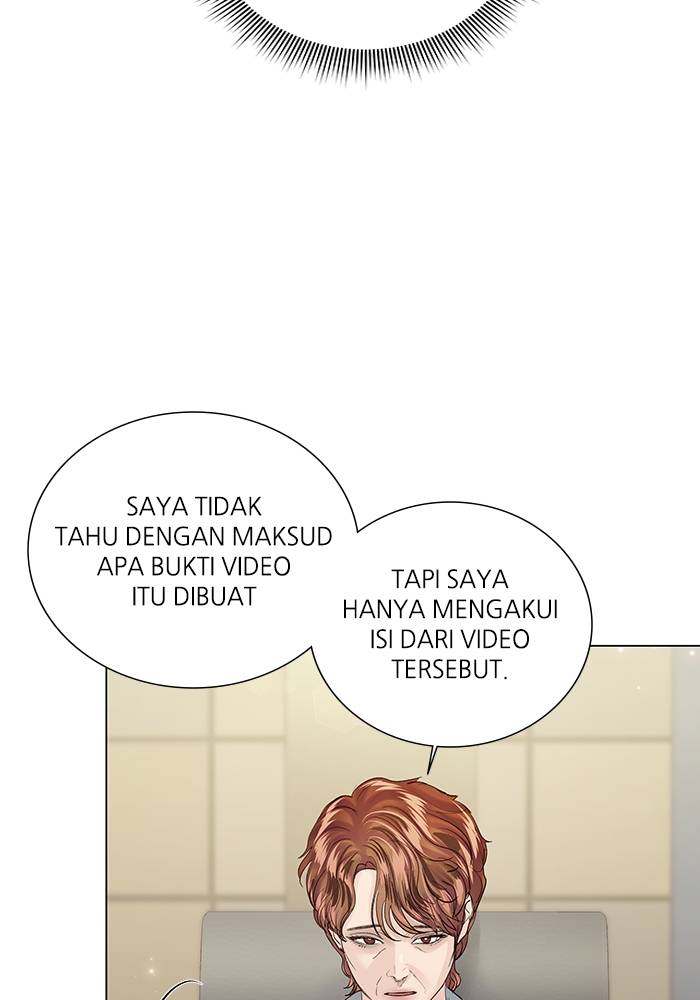 SAYA TIDAK
TAHU DENGAN MAKSUD
APA BUKTI VIDEO
ITU DIBUAT
TAPI SAYA
HANYA MENGAKUI
ISI DARI VIDEO
TERSEBUT.